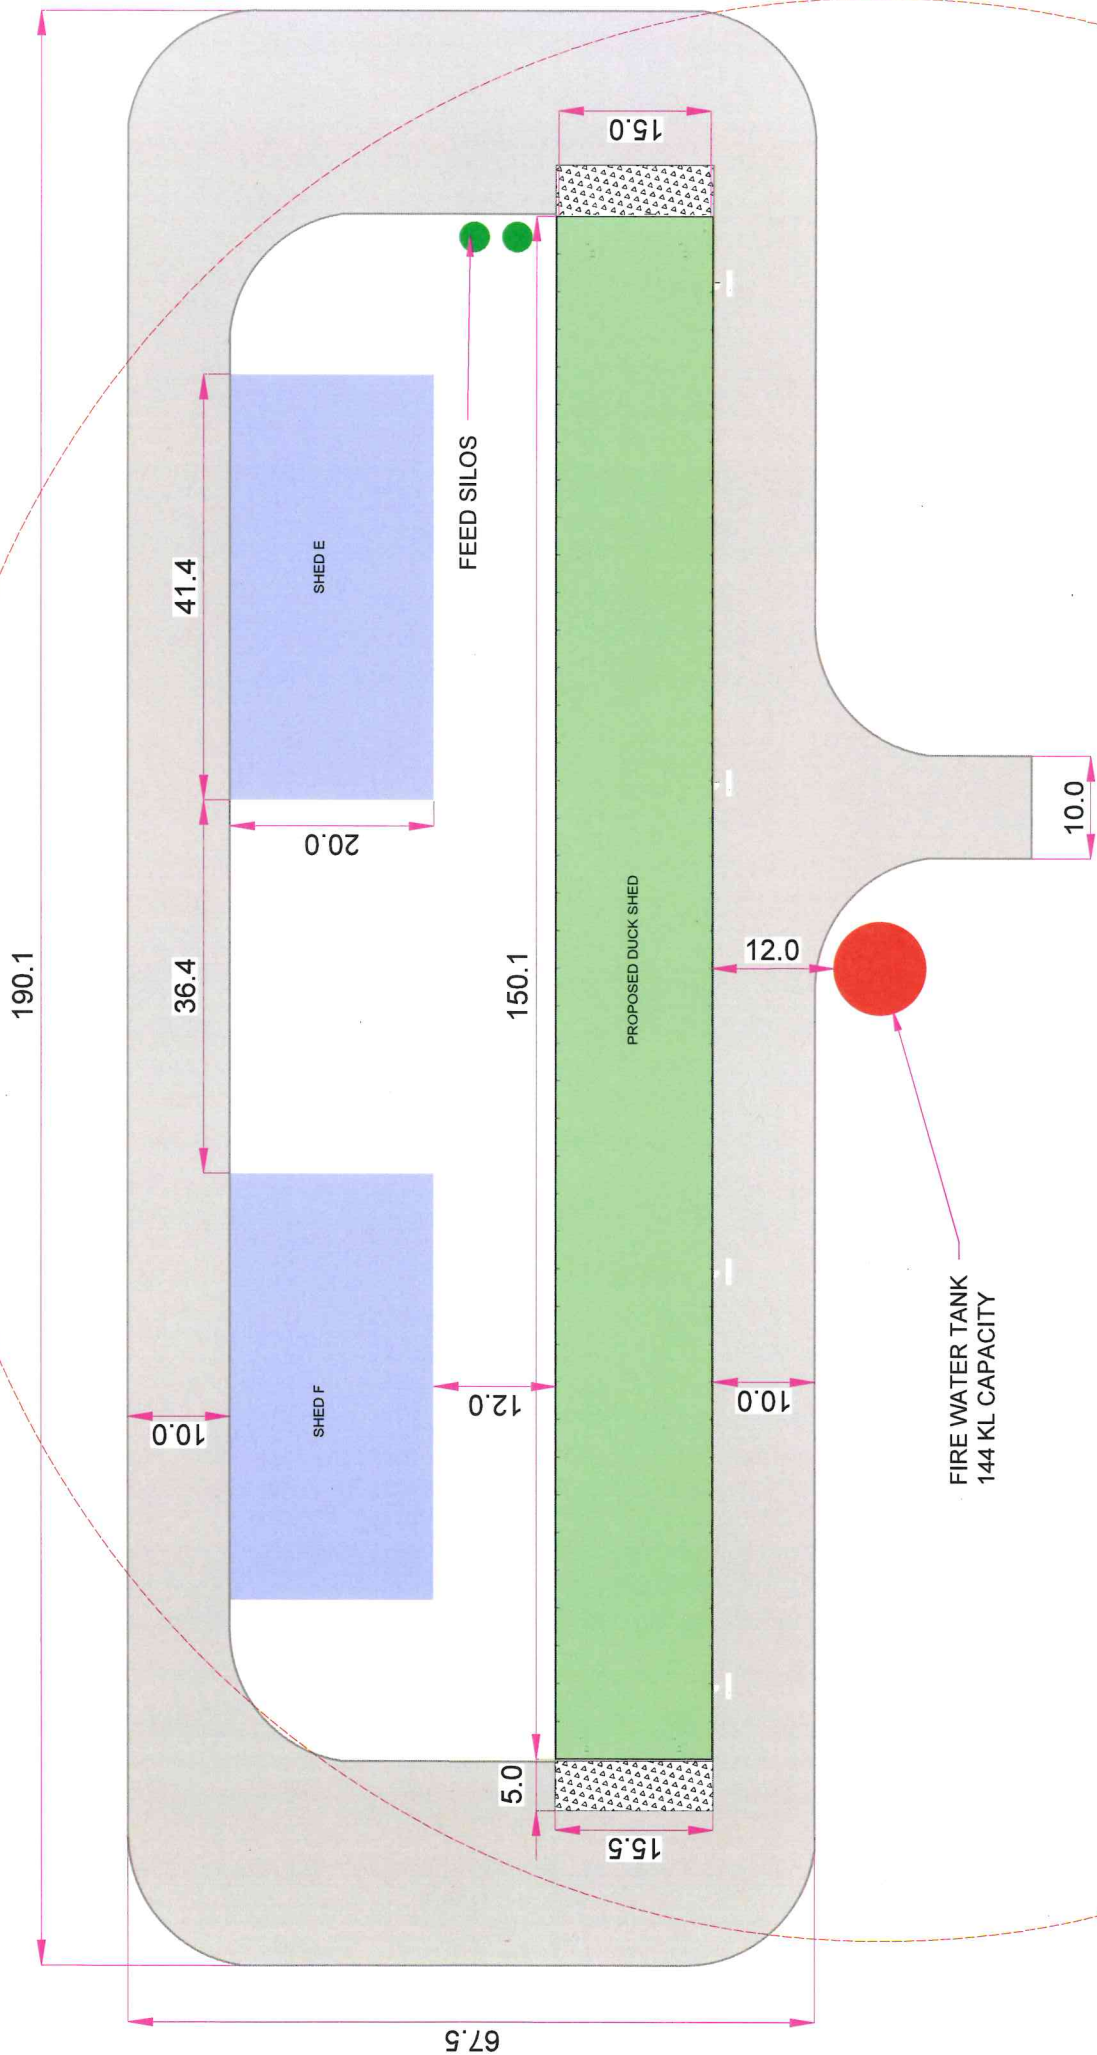 190.1
41.4
36.4
SHED E
20.0
FEED SILOS
15.0
10.0
SHED F
12.0
150.1
PROPOSED DUCK SHED
5.0
15.5
12.0
10.0
10.0
67.5
FIRE WATER TANK
144 KL CAPACITY